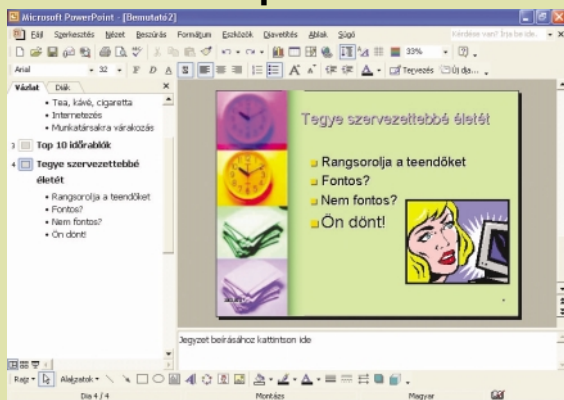 Microsoft PowerPoint - [Bemutató2]
Fájl Szerkesztés Nézet Beszúrás Formátum Eszközök Diavetítés Ablak Súgó Kérdése van? Írja be ide.
33%
Arial 32 F D A S Tervezés Új dia...
Vázlat Diák
• Tea, kávé, cigaretta
• Internetezés
• Munkatársakra várakozás
3 Top 10 időrablók
4 Tegye szervezettebbé életét
• Rangsorolja a teendőket
• Fontos?
• Nem fontos?
• Ön dönt!
Tegye szervezettebbé életét
Rangsorolja a teendőket
Fontos?
Nem fontos?
Ön dönt!
Jegyzet beírásához kattintson ide
Rajz Alakzatok
Dia 4 / 4 Montázs Magyar